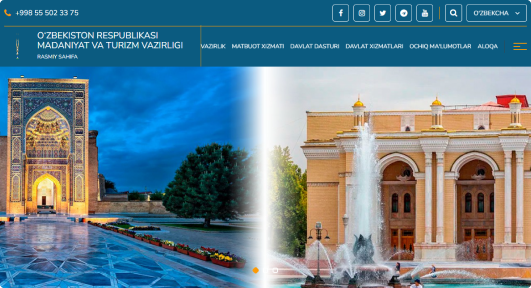 +998 55 502 33 75
O'ZBEKCHA
O'ZBEKISTON RESPUBLIKASI
MADANIYAT VA TURIZM VAZIRLIGI
RASMIY SAHIFA
VAZIRLIK MATBUOT XIZMATI DAVLAT DASTURI DAVLAT XIZMATLARI OCHIQ MA'LUMOTLAR ALOQA